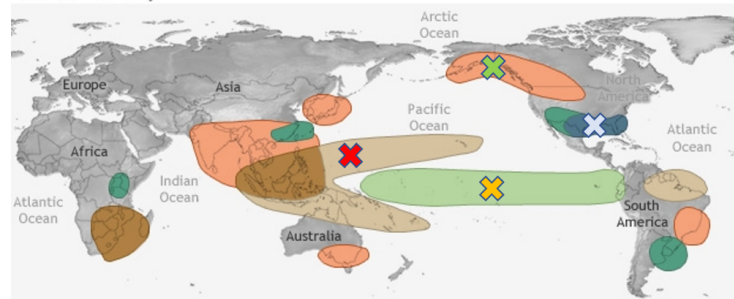 Arctic
Ocean
Europe
Asia
North
America
Pacific
Ocean
Atlantic
Ocean
Africa
Indian
Ocean
Atlantic
Ocean
South
America
Australia